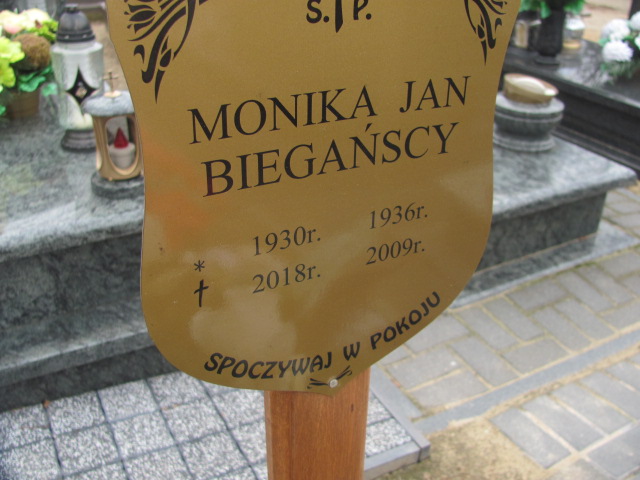 Ś. P.
MONIKA JAN
BIEGAŃSCY
* 1930r. 1936r.
† 2018r. 2009r.
SPOCZYWAJ W POKOJU